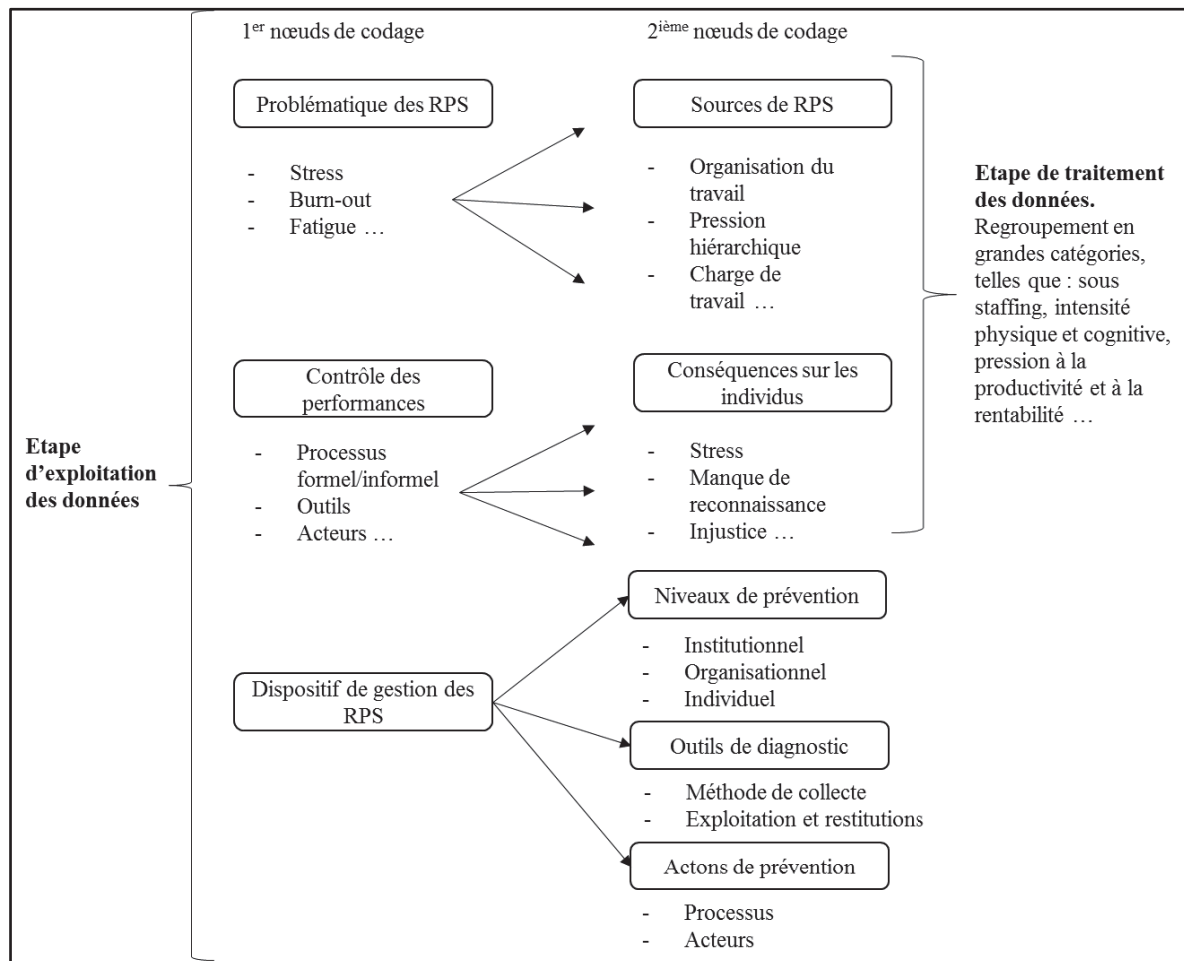 1er nœuds de codage
2ième nœuds de codage
Problématique des RPS
- Stress
- Burn-out
- Fatigue …
Sources de RPS
- Organisation du
travail
- Pression
hiérarchique
- Charge de
travail …
Etape de traitement
des données.
Regroupement en
grandes catégories,
telles que : sous
staffing, intensité
physique et cognitive,
pression à la
productivité et à la
rentabilité …
Contrôle des
performances
- Processus
formel/informel
- Outils
- Acteurs …
Conséquences sur les
individus
- Stress
- Manque de
reconnaissance
- Injustice …
Etape
d’exploitation
des données
Dispositif de gestion des
RPS
Niveaux de prévention
- Institutionnel
- Organisationnel
- Individuel
Outils de diagnostic
- Méthode de collecte
- Exploitation et restitutions
Actons de prévention
- Processus
- Acteurs